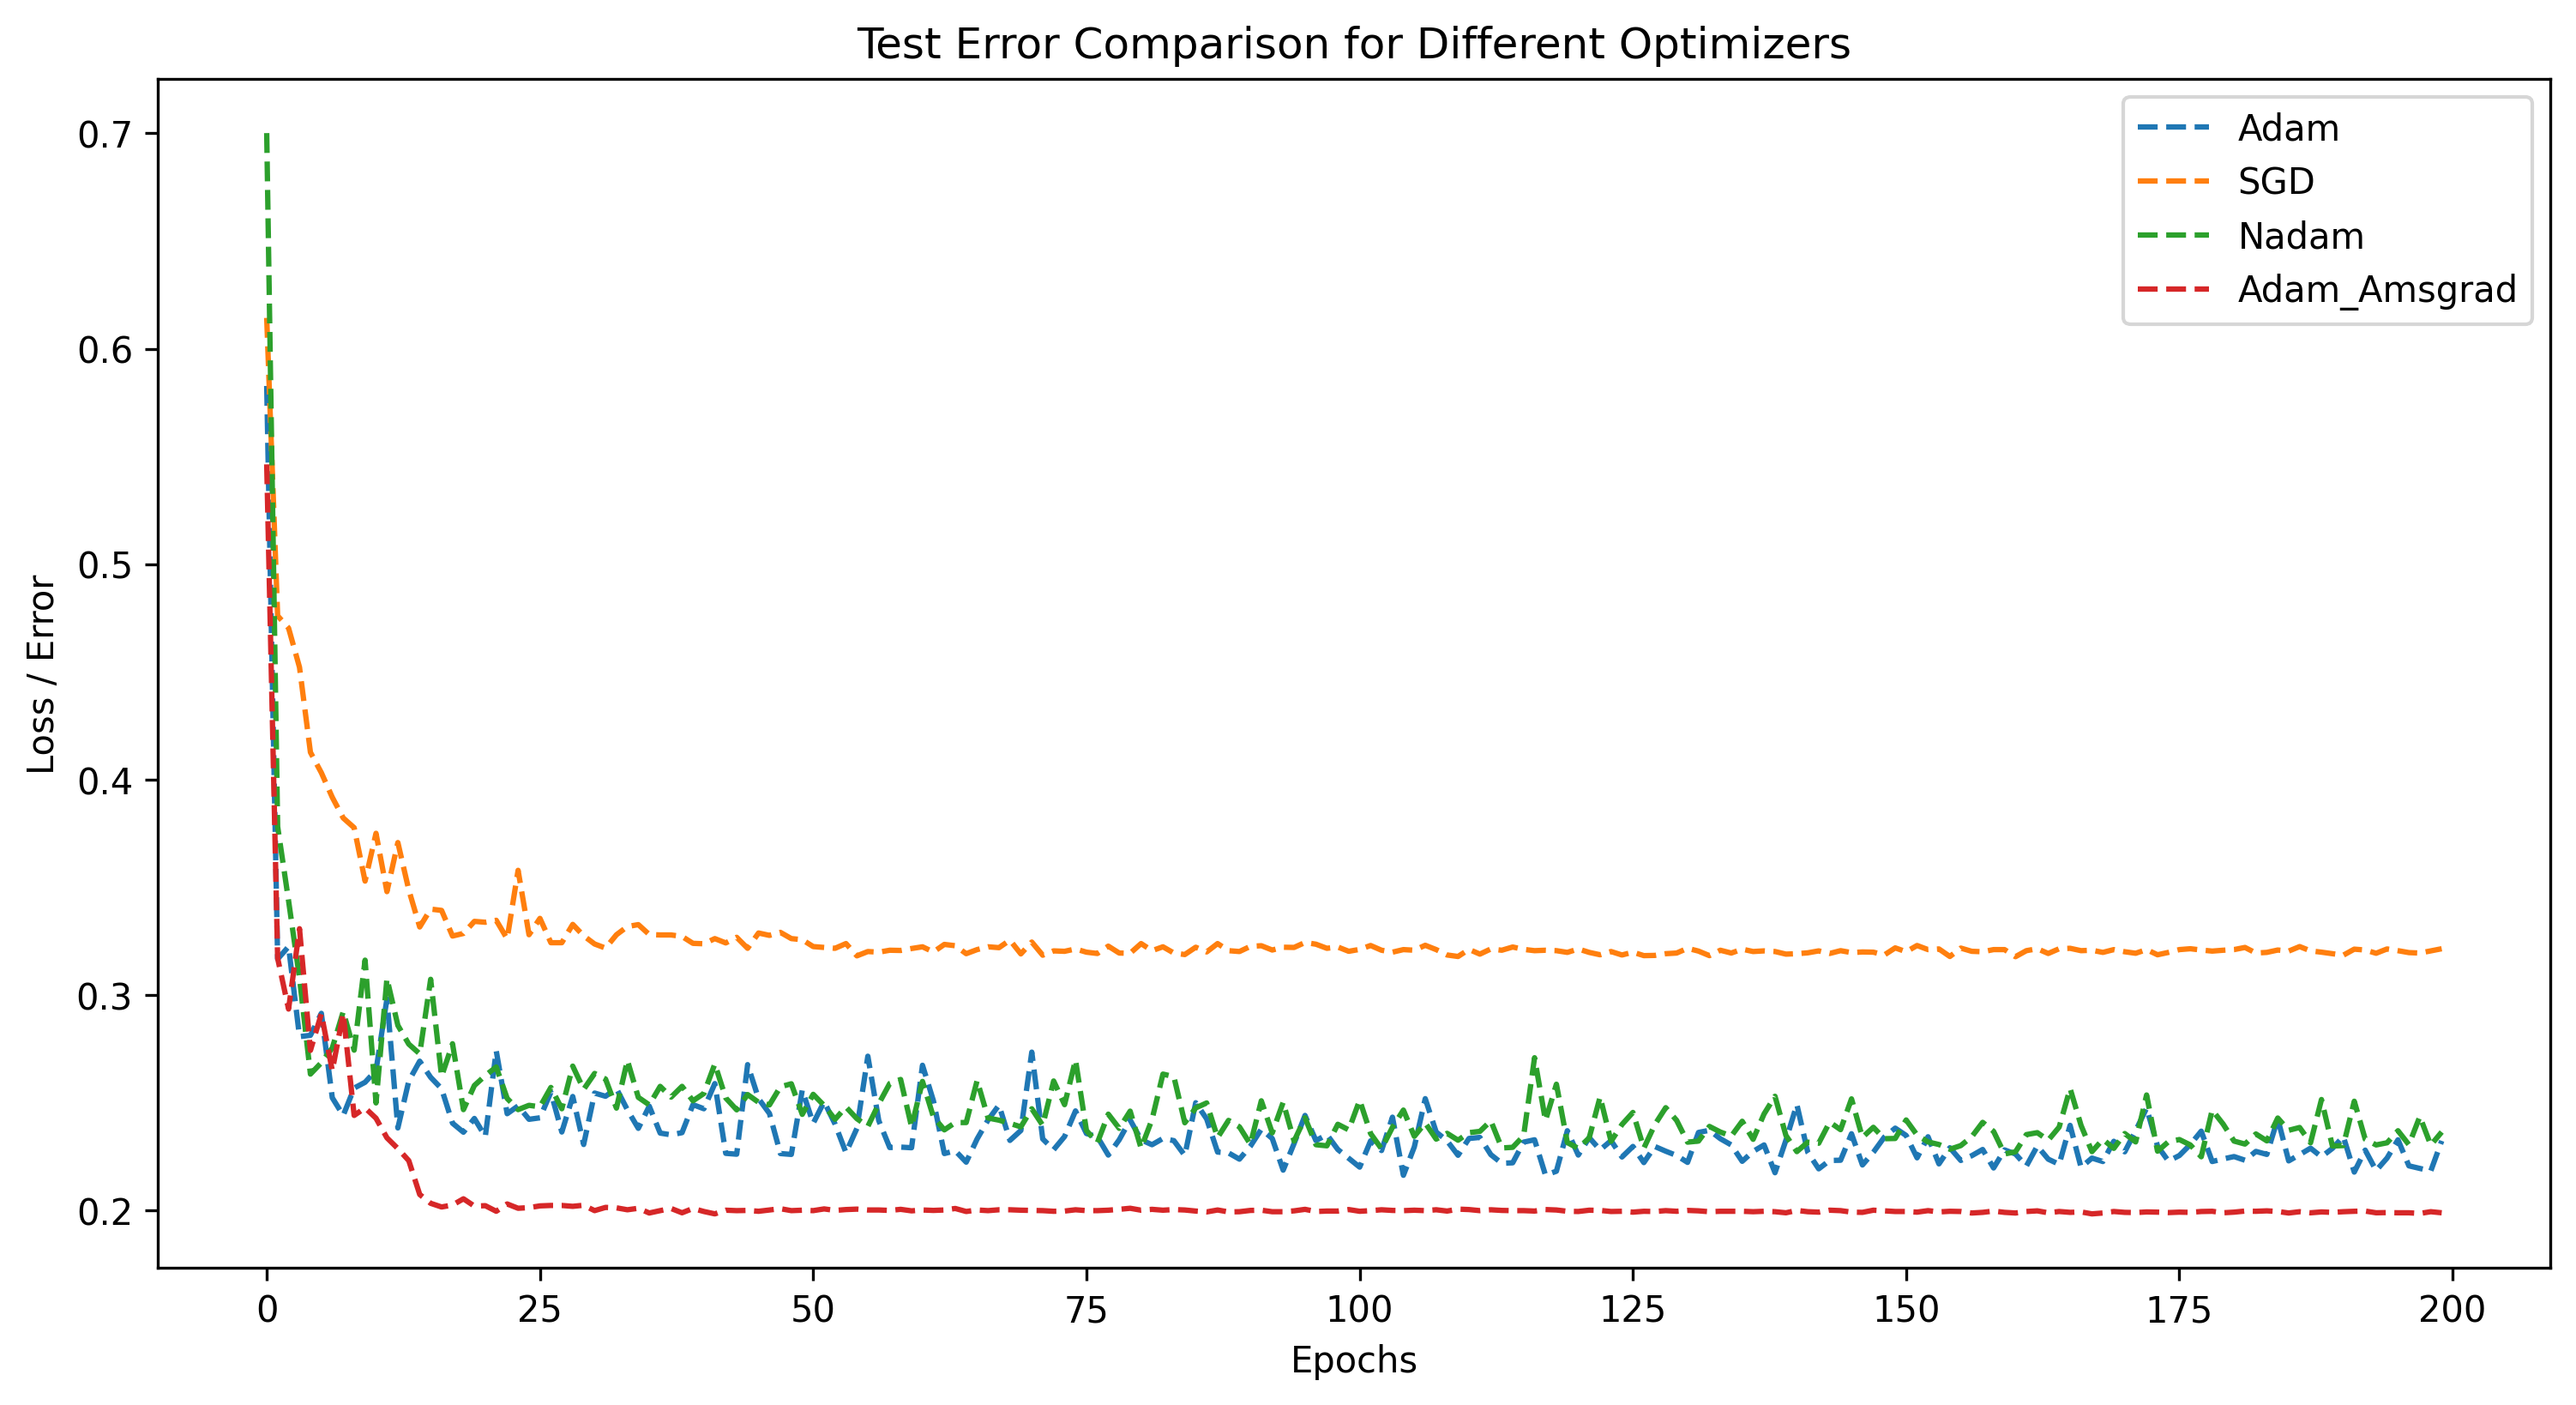 Test Error Comparison for Different Optimizers
Adam
SGD
Nadam
Adam_Amsgrad
Loss / Error
0.7
0.6
0.5
0.4
0.3
0.2
0 25 50 75 100 125 150 175 200
Epochs